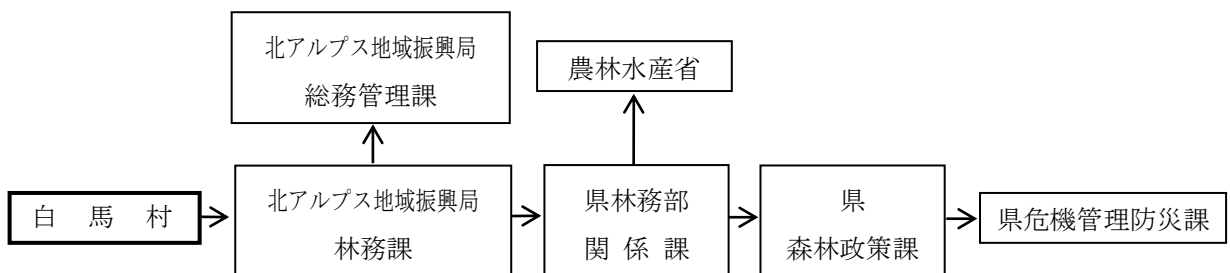 北アルプス地域振興局
総務管理課
農林水産省
白 馬 村
北アルプス地域振興局
林務課
県林務部
関 係 課
県
森林政策課
県危機管理防災課